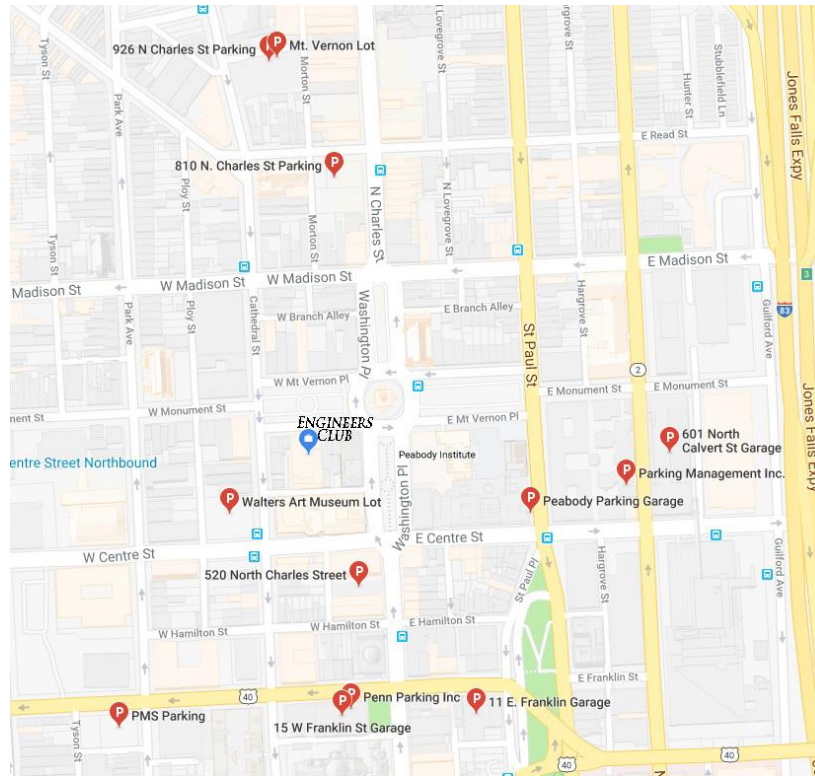 926 N Charles St Parking
Mt. Vernon Lot
Tyson St
Park Ave
Morton St
N Lovegrove St
Hargrove St
Hunter St
Stubblefield Ln
Jones Falls Expy
E Read St
810 N. Charles St Parking
Ploy St
N Charles St
N Lovegrove St
Morton St
Tyson St
3
W Madison St
W Madison St
E Madison St
Park Ave
Ploy St
Cathedral St
W Branch Alley
Washington Pl
E Branch Alley
St Paul St
Hargrove St
Guilford Ave
83
2
W Mt Vernon Pl
E Monument St
E Monument St
ment St
W Monument St
E Mt Vernon Pl
ENGINEERS
CLUB
Jones Falls Expy
P
601 North
Calvert St Garage
entre Street Northbound
Peabody Institute
P
Parking Management Inc.
Washington Pl
P
Walters Art Museum Lot
P
Peabody Parking Garage
W Centre St
E Centre St
P
520 North Charles Street
St Paul Pl
Hargrove St
Guilford Ave
W Hamilton St
E Hamilton St
E Franklin St
40
P
Penn Parking Inc
P
11 E. Franklin Garage
P
PMS Parking
P
15 W Franklin St Garage
Tyson St
40
40
N